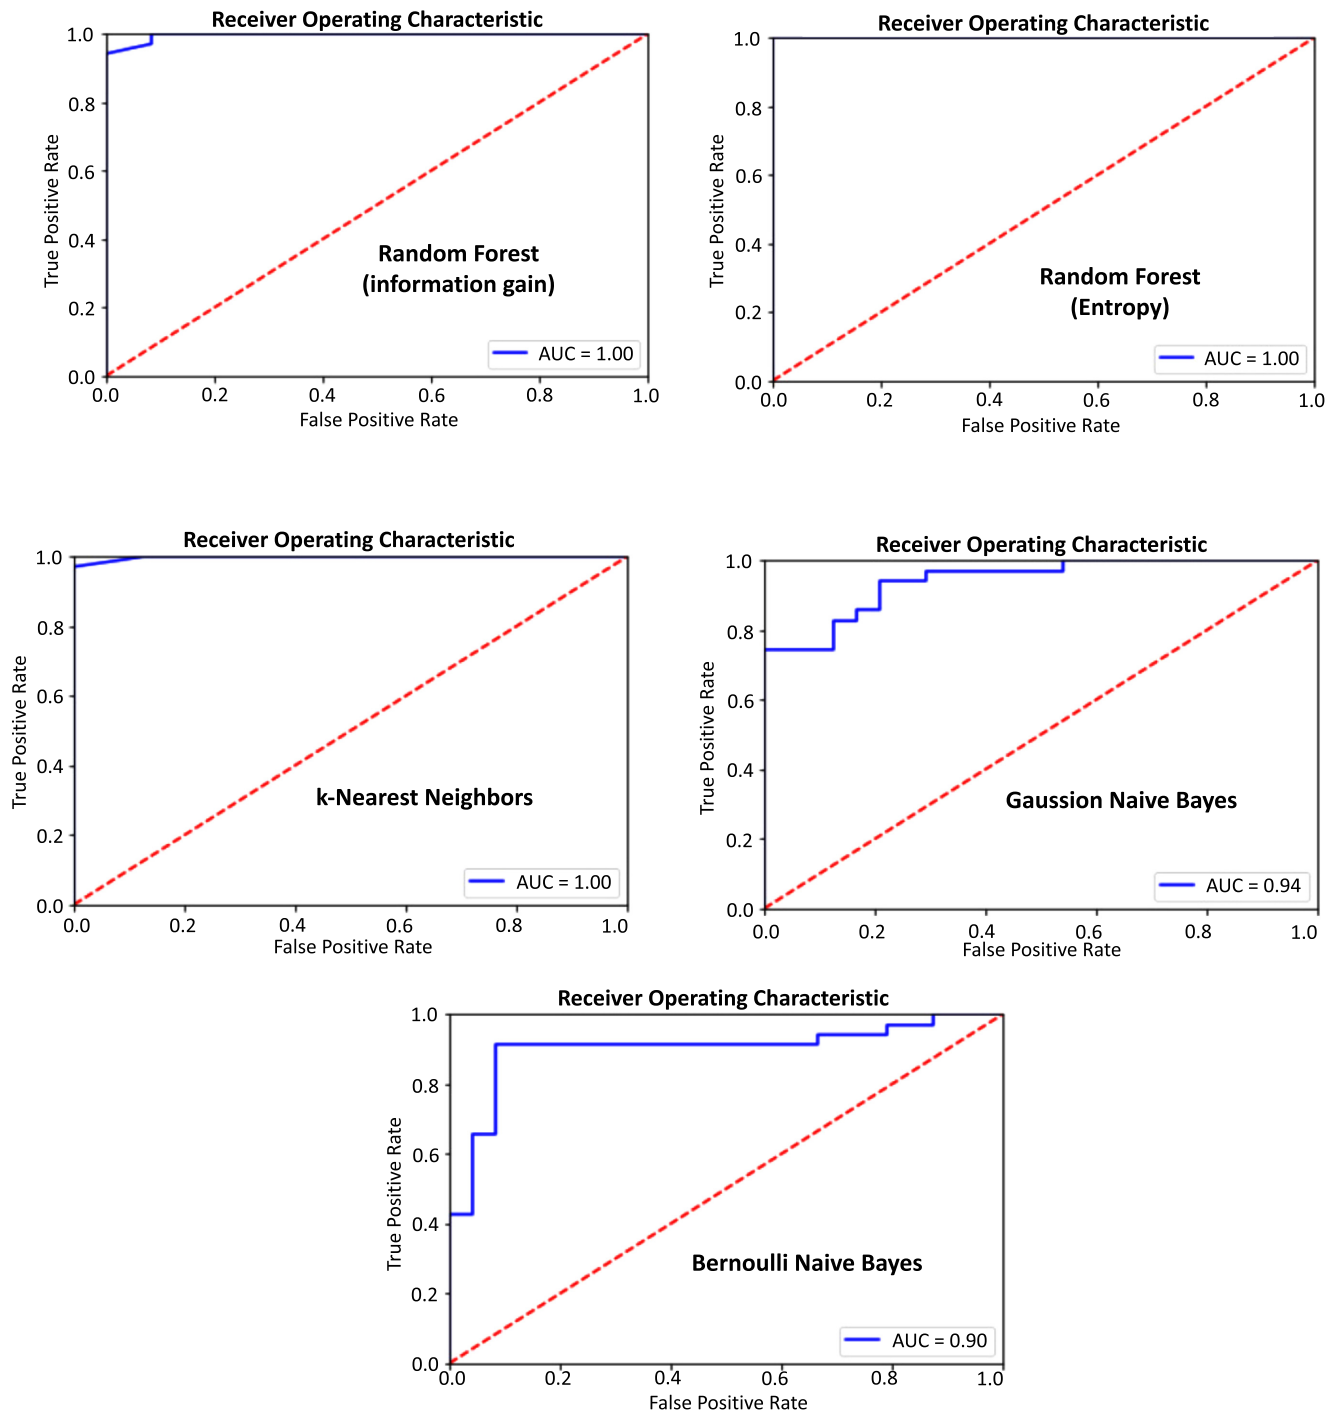 Receiver Operating Characteristic
1.0
0.8
0.6
0.4
0.2
0.0
True Positive Rate
Random Forest
(information gain)
AUC = 1.00
0.0 0.2 0.4 0.6 0.8 1.0
False Positive Rate
Receiver Operating Characteristic
1.0
0.8
0.6
0.4
0.2
0.0
True Positive Rate
Random Forest
(Entropy)
AUC = 1.00
0.0 0.2 0.4 0.6 0.8 1.0
False Positive Rate
Receiver Operating Characteristic
1.0
0.8
0.6
0.4
0.2
0.0
True Positive Rate
k-Nearest Neighbors
AUC = 1.00
0.0 0.2 0.4 0.6 0.8 1.0
False Positive Rate
Receiver Operating Characteristic
1.0
0.8
0.6
0.4
0.2
0.0
True Positive Rate
Gaussion Naive Bayes
AUC = 0.94
0.0 0.2 0.4 0.6 0.8 1.0
False Positive Rate
Receiver Operating Characteristic
1.0
0.8
0.6
0.4
0.2
0.0
True Positive Rate
Bernoulli Naive Bayes
AUC = 0.90
0.0 0.2 0.4 0.6 0.8 1.0
False Positive Rate